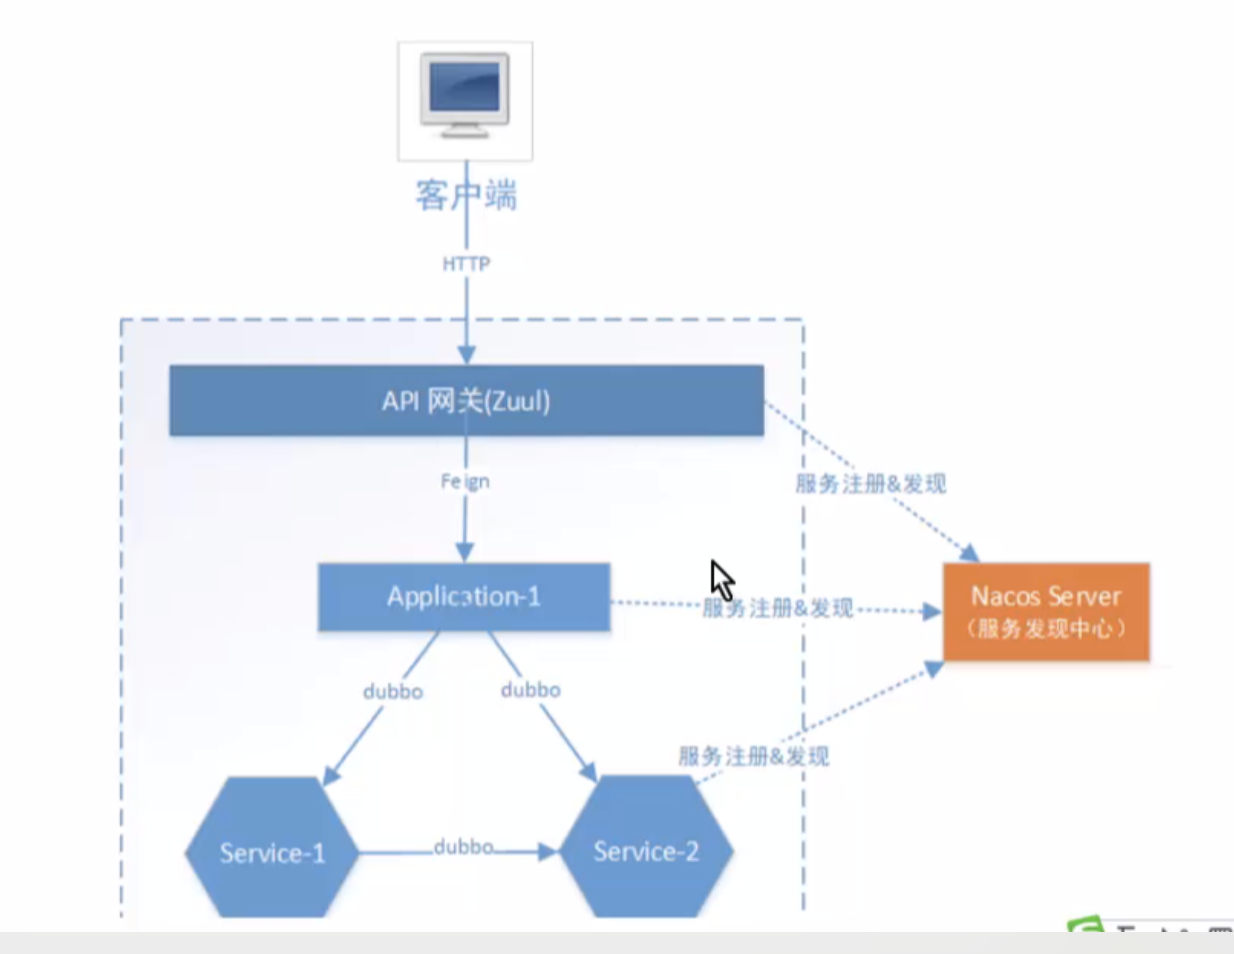 客户端
HTTP
API 网关(Zuul)
Feign
服务注册&发现
Application-1
服务注册&发现
Nacos Server
（服务发现中心）
dubbo
dubbo
服务注册&发现
Service-1
dubbo
Service-2